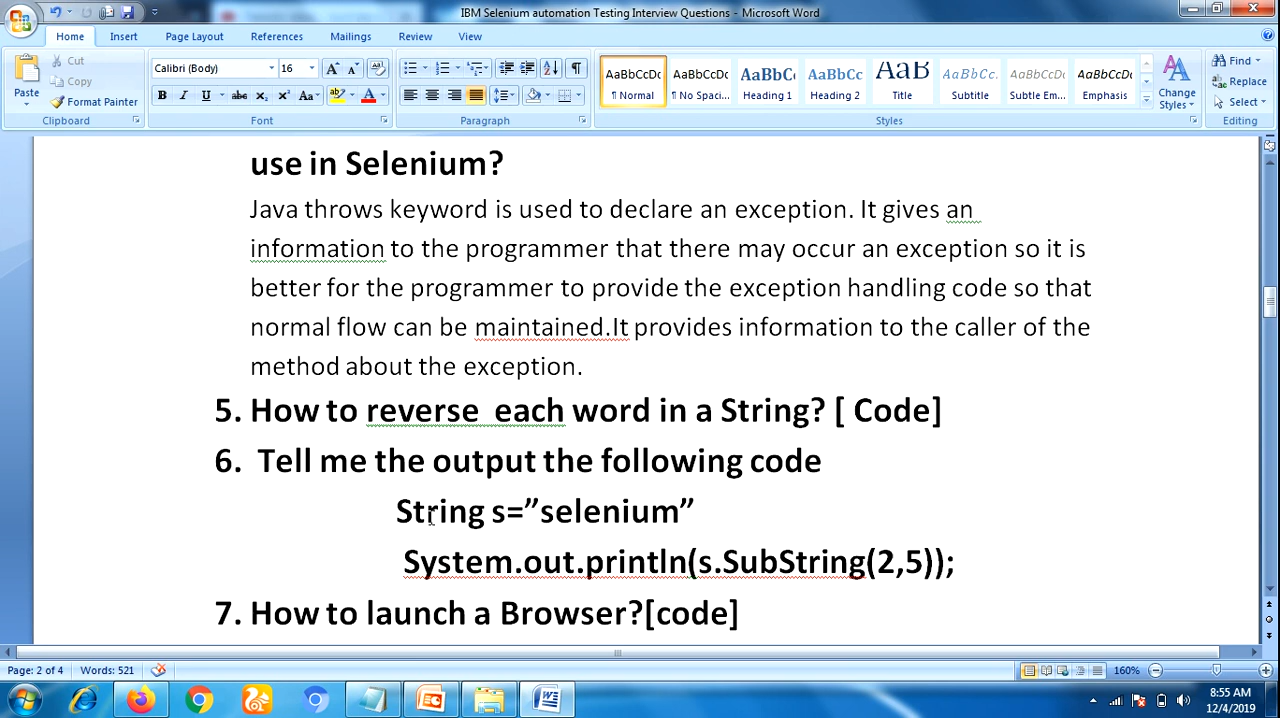 IBM Selenium automation Testing Interview Questions - Microsoft Word
Home Insert Page Layout References Mailings Review View
Paste
Cut
Copy
Format Painter
Calibri (Body) 16
AaBbCcDc AaBbCcDc AaBbC AaBbCc AaB AaBbCc. AaBbCcDc AaBbCcDc
¶ Normal ¶ No Spaci... Heading 1 Heading 2 Title Subtitle Subtle Em... Emphasis
Change Styles
Find
Replace
Select
Clipboard Font Paragraph Styles Editing
use in Selenium?
Java throws keyword is used to declare an exception. It gives an
information to the programmer that there may occur an exception so it is
better for the programmer to provide the exception handling code so that
normal flow can be maintained.It provides information to the caller of the
method about the exception.
5. How to reverse  each word in a String? [ Code]
6.  Tell me the output the following code
String s=”selenium”
System.out.println(s.SubString(2,5));
7. How to launch a Browser?[code]
Page: 2 of 4 Words: 521 160%
8:55 AM
12/4/2019